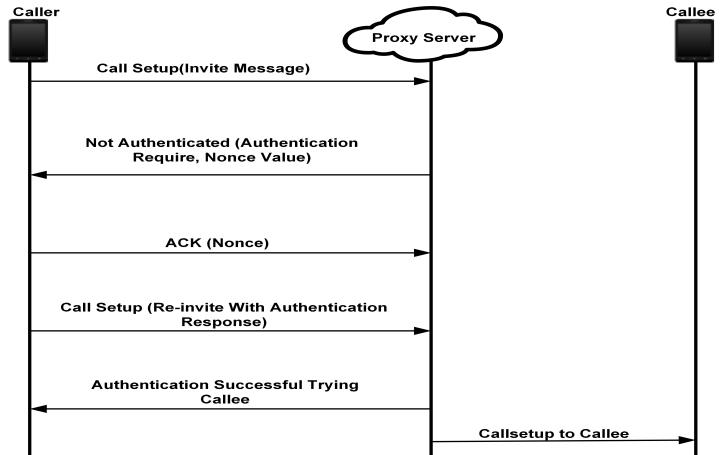 Caller
Proxy Server
Callee
Call Setup(Invite Message)
Not Authenticated (Authentication
Require, Nonce Value)
ACK (Nonce)
Call Setup (Re-invite With Authentication
Response)
Authentication Successful Trying
Callee
Callsetup to Callee